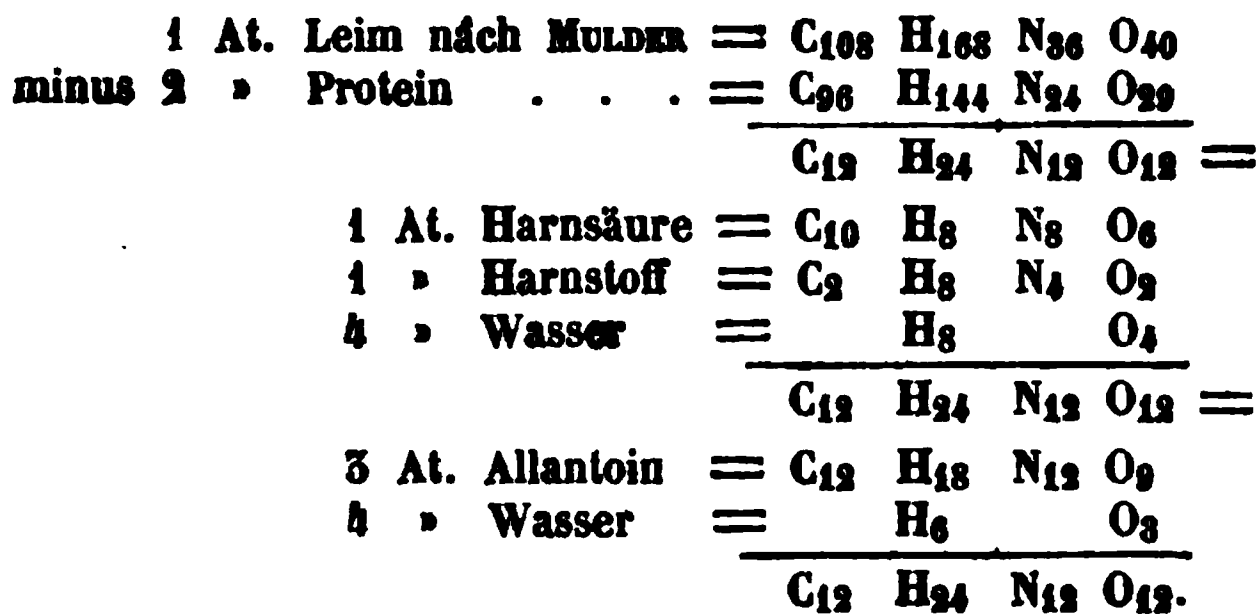 1 At. Leim nach MULDER = C₁₀₈ H₁₆₈ N₃₆ O₄₀
minus 2 » Protein . . . = C₉₆ H₁₄₄ N₂₄ O₂₉
C₁₂ H₂₄ N₁₂ O₁₂ =
1 At. Harnsäure = C₁₀ H₈ N₈ O₆
1 » Harnstoff = C₂ H₈ N₄ O₂
4 » Wasser = H₈ O₄
C₁₂ H₂₄ N₁₂ O₁₂ =
3 At. Allantoin = C₁₂ H₁₈ N₁₂ O₉
4 » Wasser = H₆ O₃
C₁₂ H₂₄ N₁₂ O₁₂.